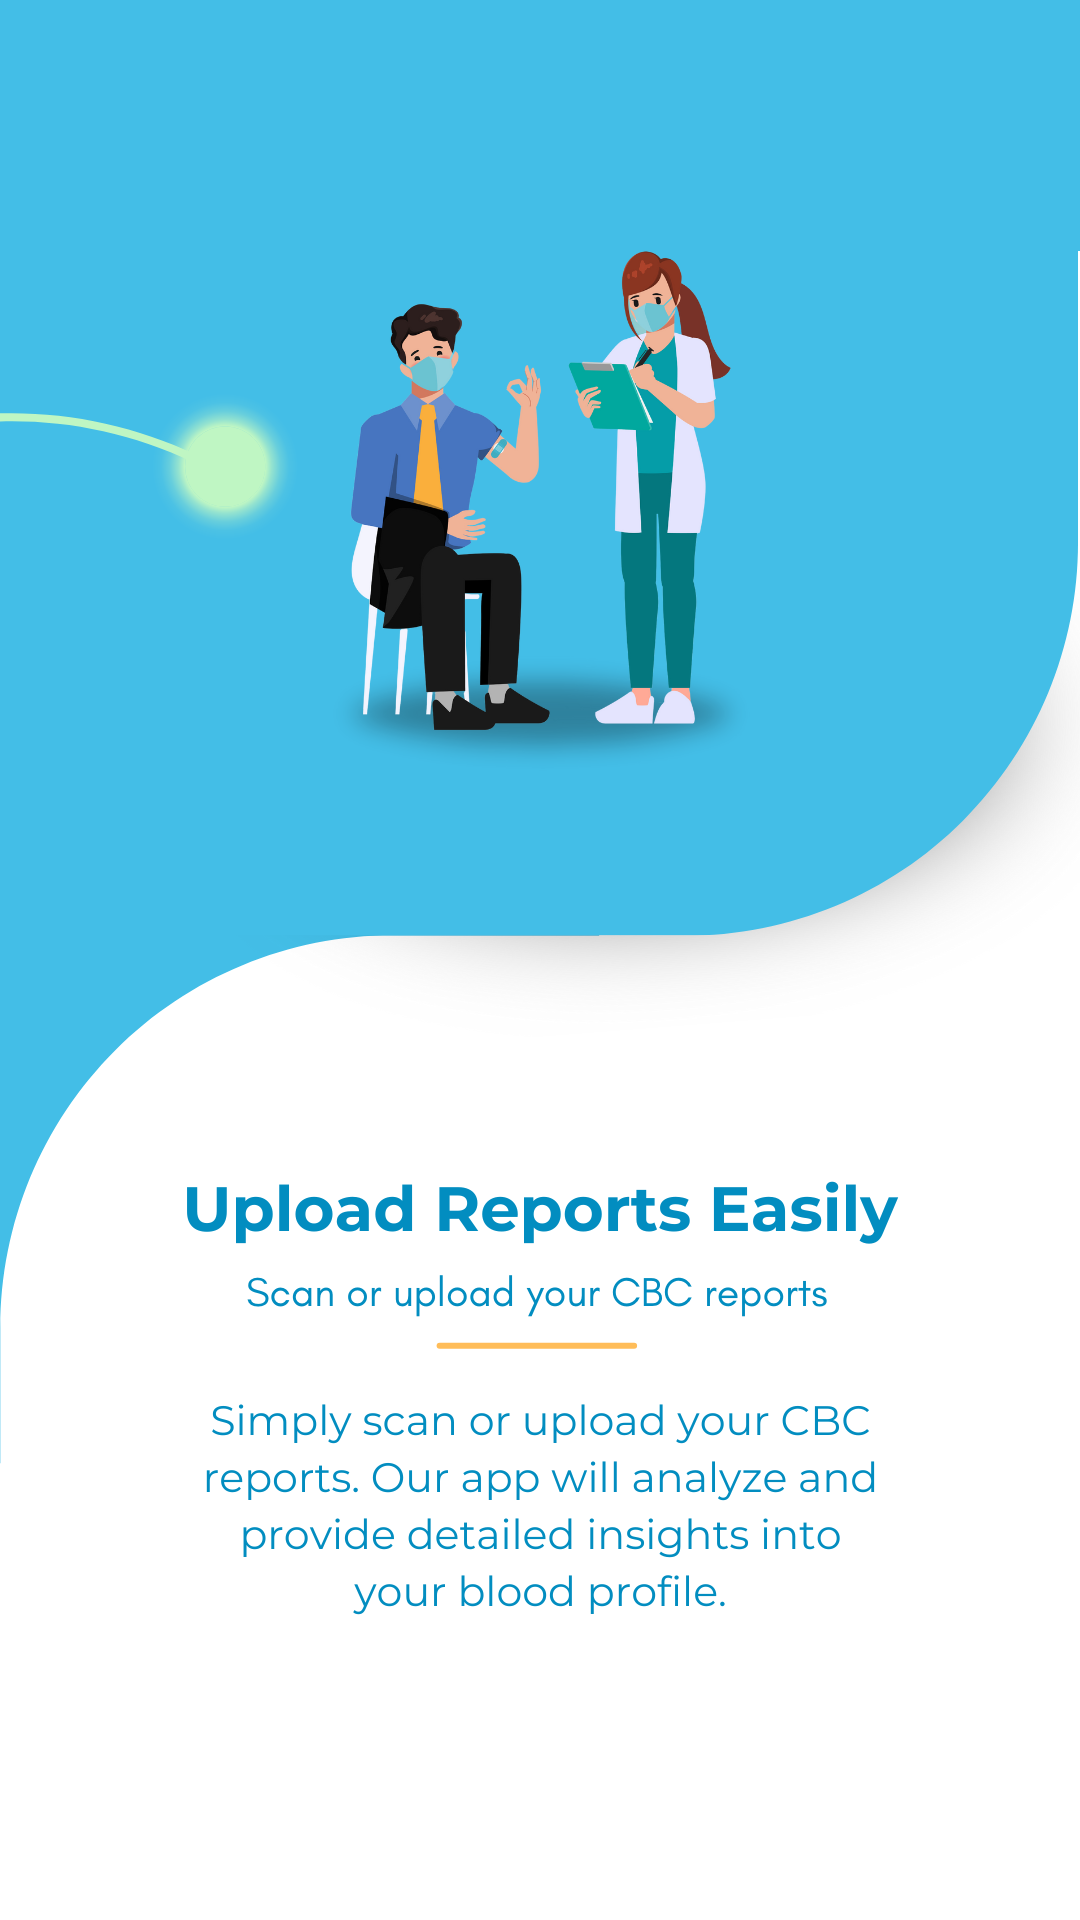 Upload Reports Easily
Scan or upload your CBC reports
Simply scan or upload your CBC
reports. Our app will analyze and
provide detailed insights into
your blood profile.